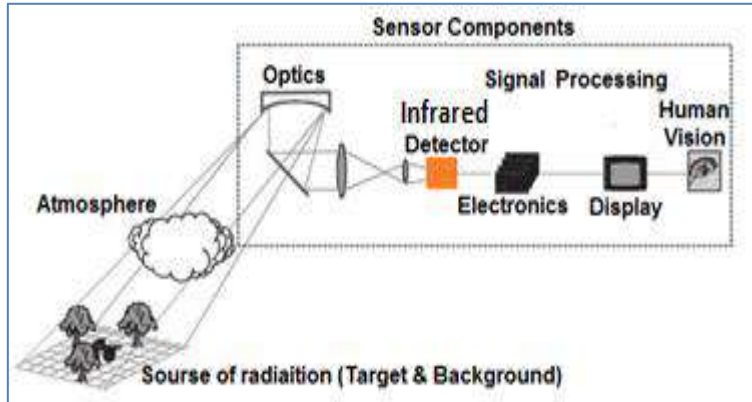 Sensor Components
Optics
Signal Processing
Infrared
Detector
Human
Vision
Electronics
Display
Atmosphere
Sourse of radiaition (Target & Background)